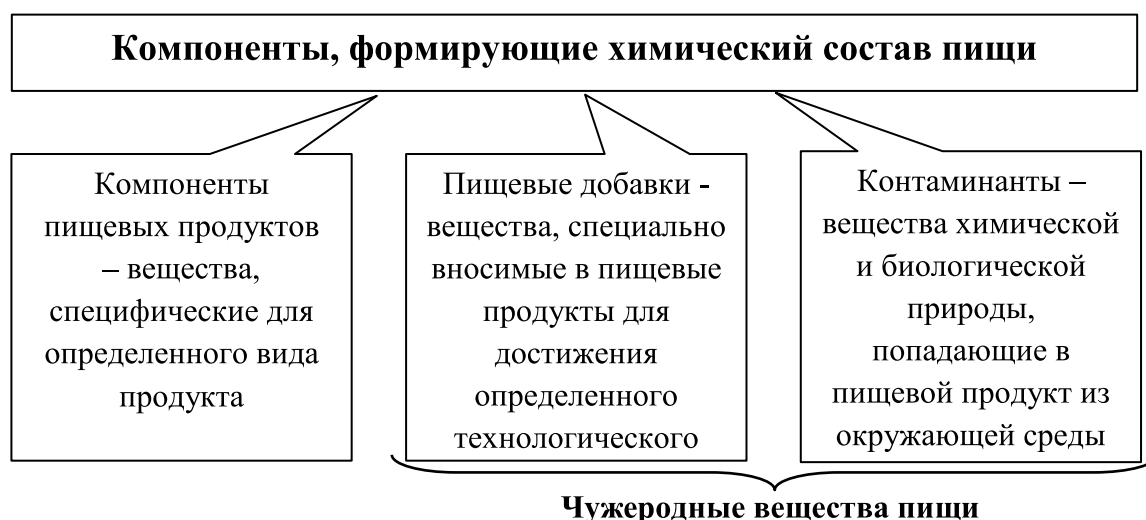 Компоненты, формирующие химический состав пищи
Компоненты
пищевых продуктов
– вещества,
специфические для
определенного вида
продукта
Пищевые добавки -
вещества, специально
вносимые в пищевые
продукты для
достижения
определенного
технологического
Контаминанты –
вещества химической
и биологической
природы,
попадающие в
пищевой продукт из
окружающей среды
Чужеродные вещества пищи